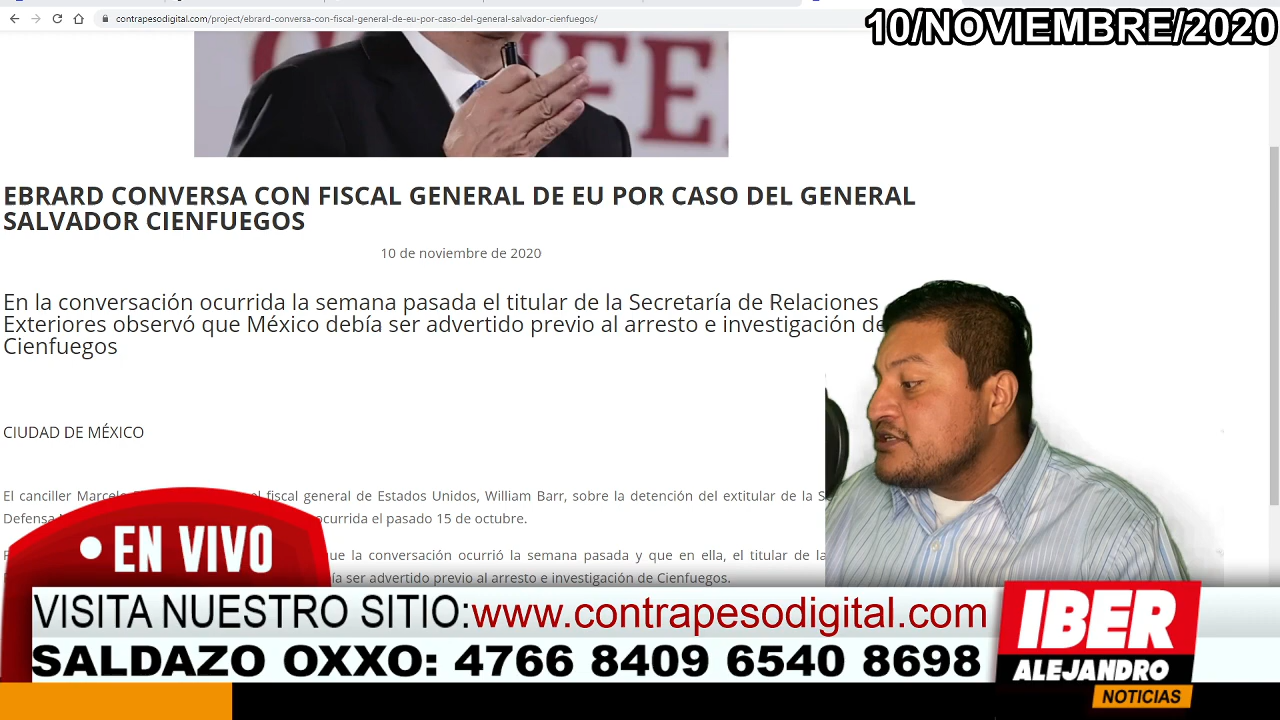 contrapesodigital.com/project/ebrard-conversa-con-fiscal-general-de-eu-por-caso-del-general-salvador-cienfuegos/
10/NOVIEMBRE/2020
EBRARD CONVERSA CON FISCAL GENERAL DE EU POR CASO DEL GENERAL
SALVADOR CIENFUEGOS
10 de noviembre de 2020
En la conversación ocurrida la semana pasada el titular de la Secretaría de Relaciones
Exteriores observó que México debía ser advertido previo al arresto e investigación de
Cienfuegos
CIUDAD DE MÉXICO
El canciller Marcelo fiscal general de Estados Unidos, William Barr, sobre la detención del extitular de la
Defensa ocurrida el pasado 15 de octubre.
que la conversación ocurrió la semana pasada y que en ella, el titular de la
ser advertido previo al arresto e investigación de Cienfuegos.
• EN VIVO
VISITA NUESTRO SITIO:www.contrapesodigital.com
SALDAZO OXXO: 4766 8409 6540 8698
IBER
ALEJANDRO
NOTICIAS